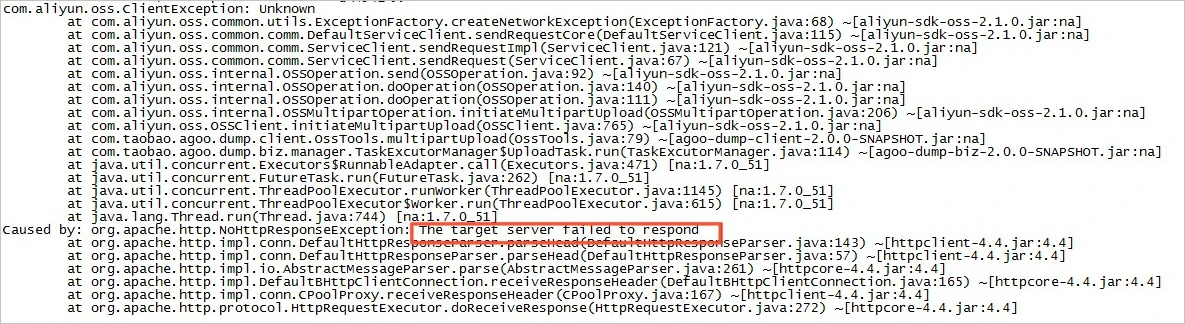 com.aliyun.oss.ClientException: Unknown
at com.aliyun.oss.common.utils.ExceptionFactory.createNetworkException(ExceptionFactory.java:68) ~[aliyun-sdk-oss-2.1.0.jar:na]
at com.aliyun.oss.common.comm.DefaultServiceClient.sendRequestCore(DefaultServiceClient.java:115) ~[aliyun-sdk-oss-2.1.0.jar:na]
at com.aliyun.oss.common.comm.ServiceClient.sendRequestImpl(ServiceClient.java:121) ~[aliyun-sdk-oss-2.1.0.jar:na]
at com.aliyun.oss.common.comm.ServiceClient.sendRequest(ServiceClient.java:67) ~[aliyun-sdk-oss-2.1.0.jar:na]
at com.aliyun.oss.internal.OSSOperation.send(OSSOperation.java:92) ~[aliyun-sdk-oss-2.1.0.jar:na]
at com.aliyun.oss.internal.OSSOperation.doOperation(OSSOperation.java:140) ~[aliyun-sdk-oss-2.1.0.jar:na]
at com.aliyun.oss.internal.OSSOperation.doOperation(OSSOperation.java:111) ~[aliyun-sdk-oss-2.1.0.jar:na]
at com.aliyun.oss.internal.OSSMultipartOperation.initiateMultipartUpload(OSSMultipartOperation.java:206) ~[aliyun-sdk-oss-2.1.0.jar:na]
at com.aliyun.oss.OSSClient.initiateMultipartUpload(OSSClient.java:765) ~[aliyun-sdk-oss-2.1.0.jar:na]
at com.taobao.agoo.dump.client.OssTools.multipartUpload(OssTools.java:79) ~[agoo-dump-client-2.0.0-SNAPSHOT.jar:na]
at com.taobao.agoo.dump.biz.manager.TaskExcutorManager$UploadTask.run(TaskExcutorManager.java:114) ~[agoo-dump-biz-2.0.0-SNAPSHOT.jar:na]
at java.util.concurrent.Executors$RunnableAdapter.call(Executors.java:471) [na:1.7.0_51]
at java.util.concurrent.FutureTask.run(FutureTask.java:262) [na:1.7.0_51]
at java.util.concurrent.ThreadPoolExecutor.runWorker(ThreadPoolExecutor.java:1145) [na:1.7.0_51]
at java.util.concurrent.ThreadPoolExecutor$Worker.run(ThreadPoolExecutor.java:615) [na:1.7.0_51]
at java.lang.Thread.run(Thread.java:744) [na:1.7.0_51]
Caused by: org.apache.http.NoHttpResponseException: The target server failed to respond
at org.apache.http.impl.conn.DefaultHttpResponseParser.parseHead(DefaultHttpResponseParser.java:143) ~[httpclient-4.4.jar:4.4]
at org.apache.http.impl.conn.DefaultHttpResponseParser.parseHead(DefaultHttpResponseParser.java:57) ~[httpclient-4.4.jar:4.4]
at org.apache.http.impl.io.AbstractMessageParser.parse(AbstractMessageParser.java:261) ~[httpcore-4.4.jar:4.4]
at org.apache.http.impl.DefaultBHttpClientConnection.receiveResponseHeader(DefaultBHttpClientConnection.java:165) ~[httpcore-4.4.jar:4.4]
at org.apache.http.impl.conn.CPoolProxy.receiveResponseHeader(CPoolProxy.java:167) ~[httpclient-4.4.jar:4.4]
at org.apache.http.protocol.HttpRequestExecutor.doReceiveResponse(HttpRequestExecutor.java:272) ~[httpcore-4.4.jar:4.4]